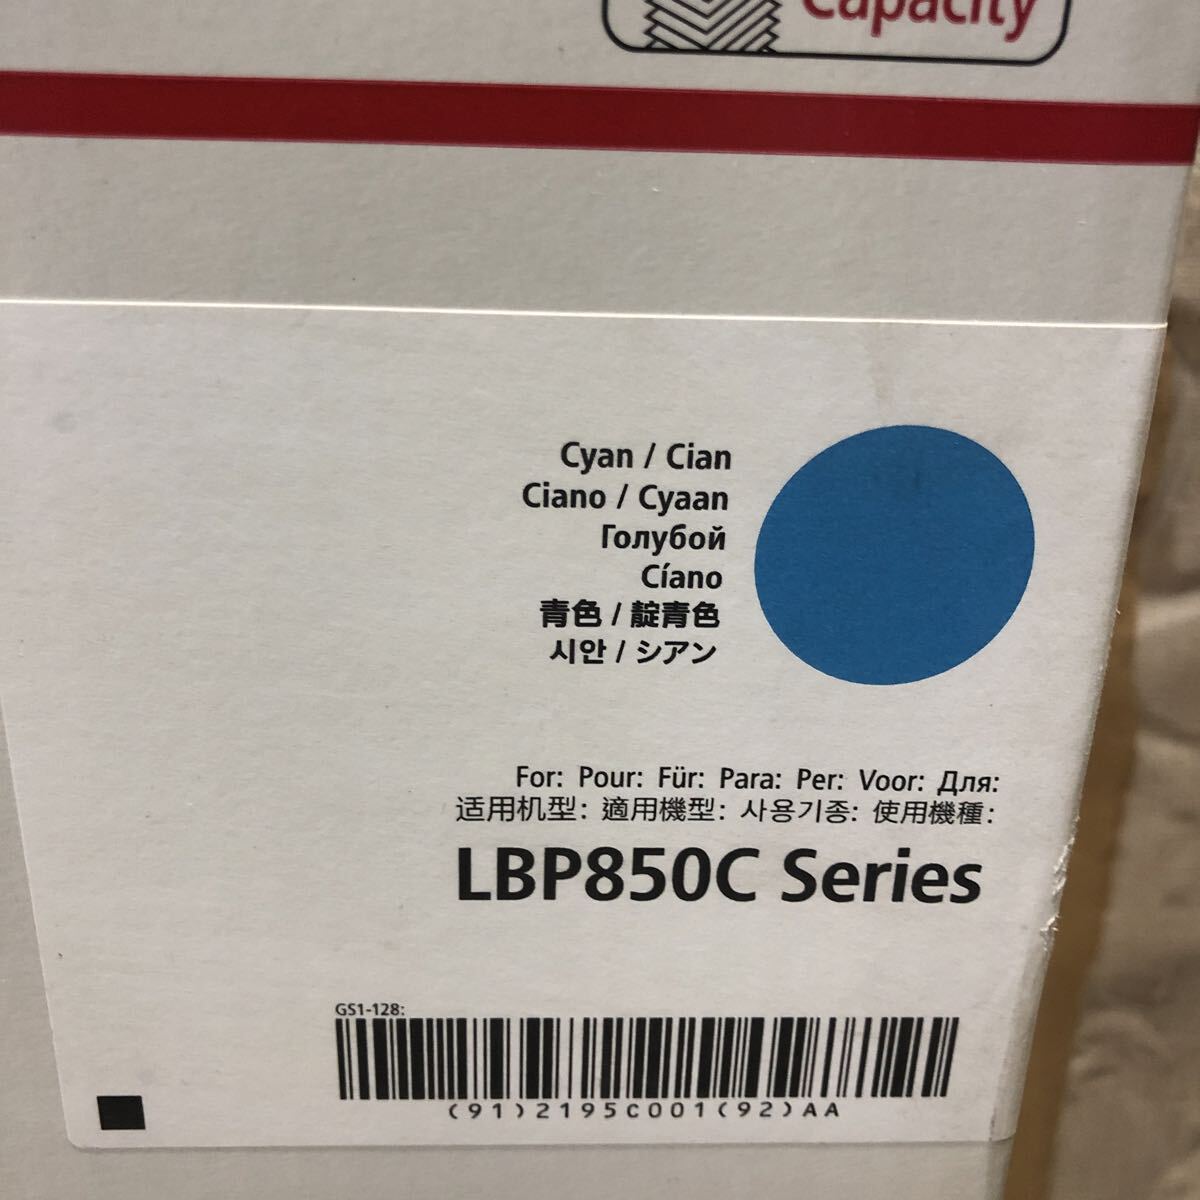 Capacity
Cyan / Cian
Ciano / Cyaan
Голубой
Cíano
青色 / 靛青色
시안 / シアン
For: Pour: Für: Para: Per: Voor: Для:
适用机型: 適用機型: 사용기종: 使用機種:
LBP850C Series
GS1-128:
(91)2195C001(92)AA